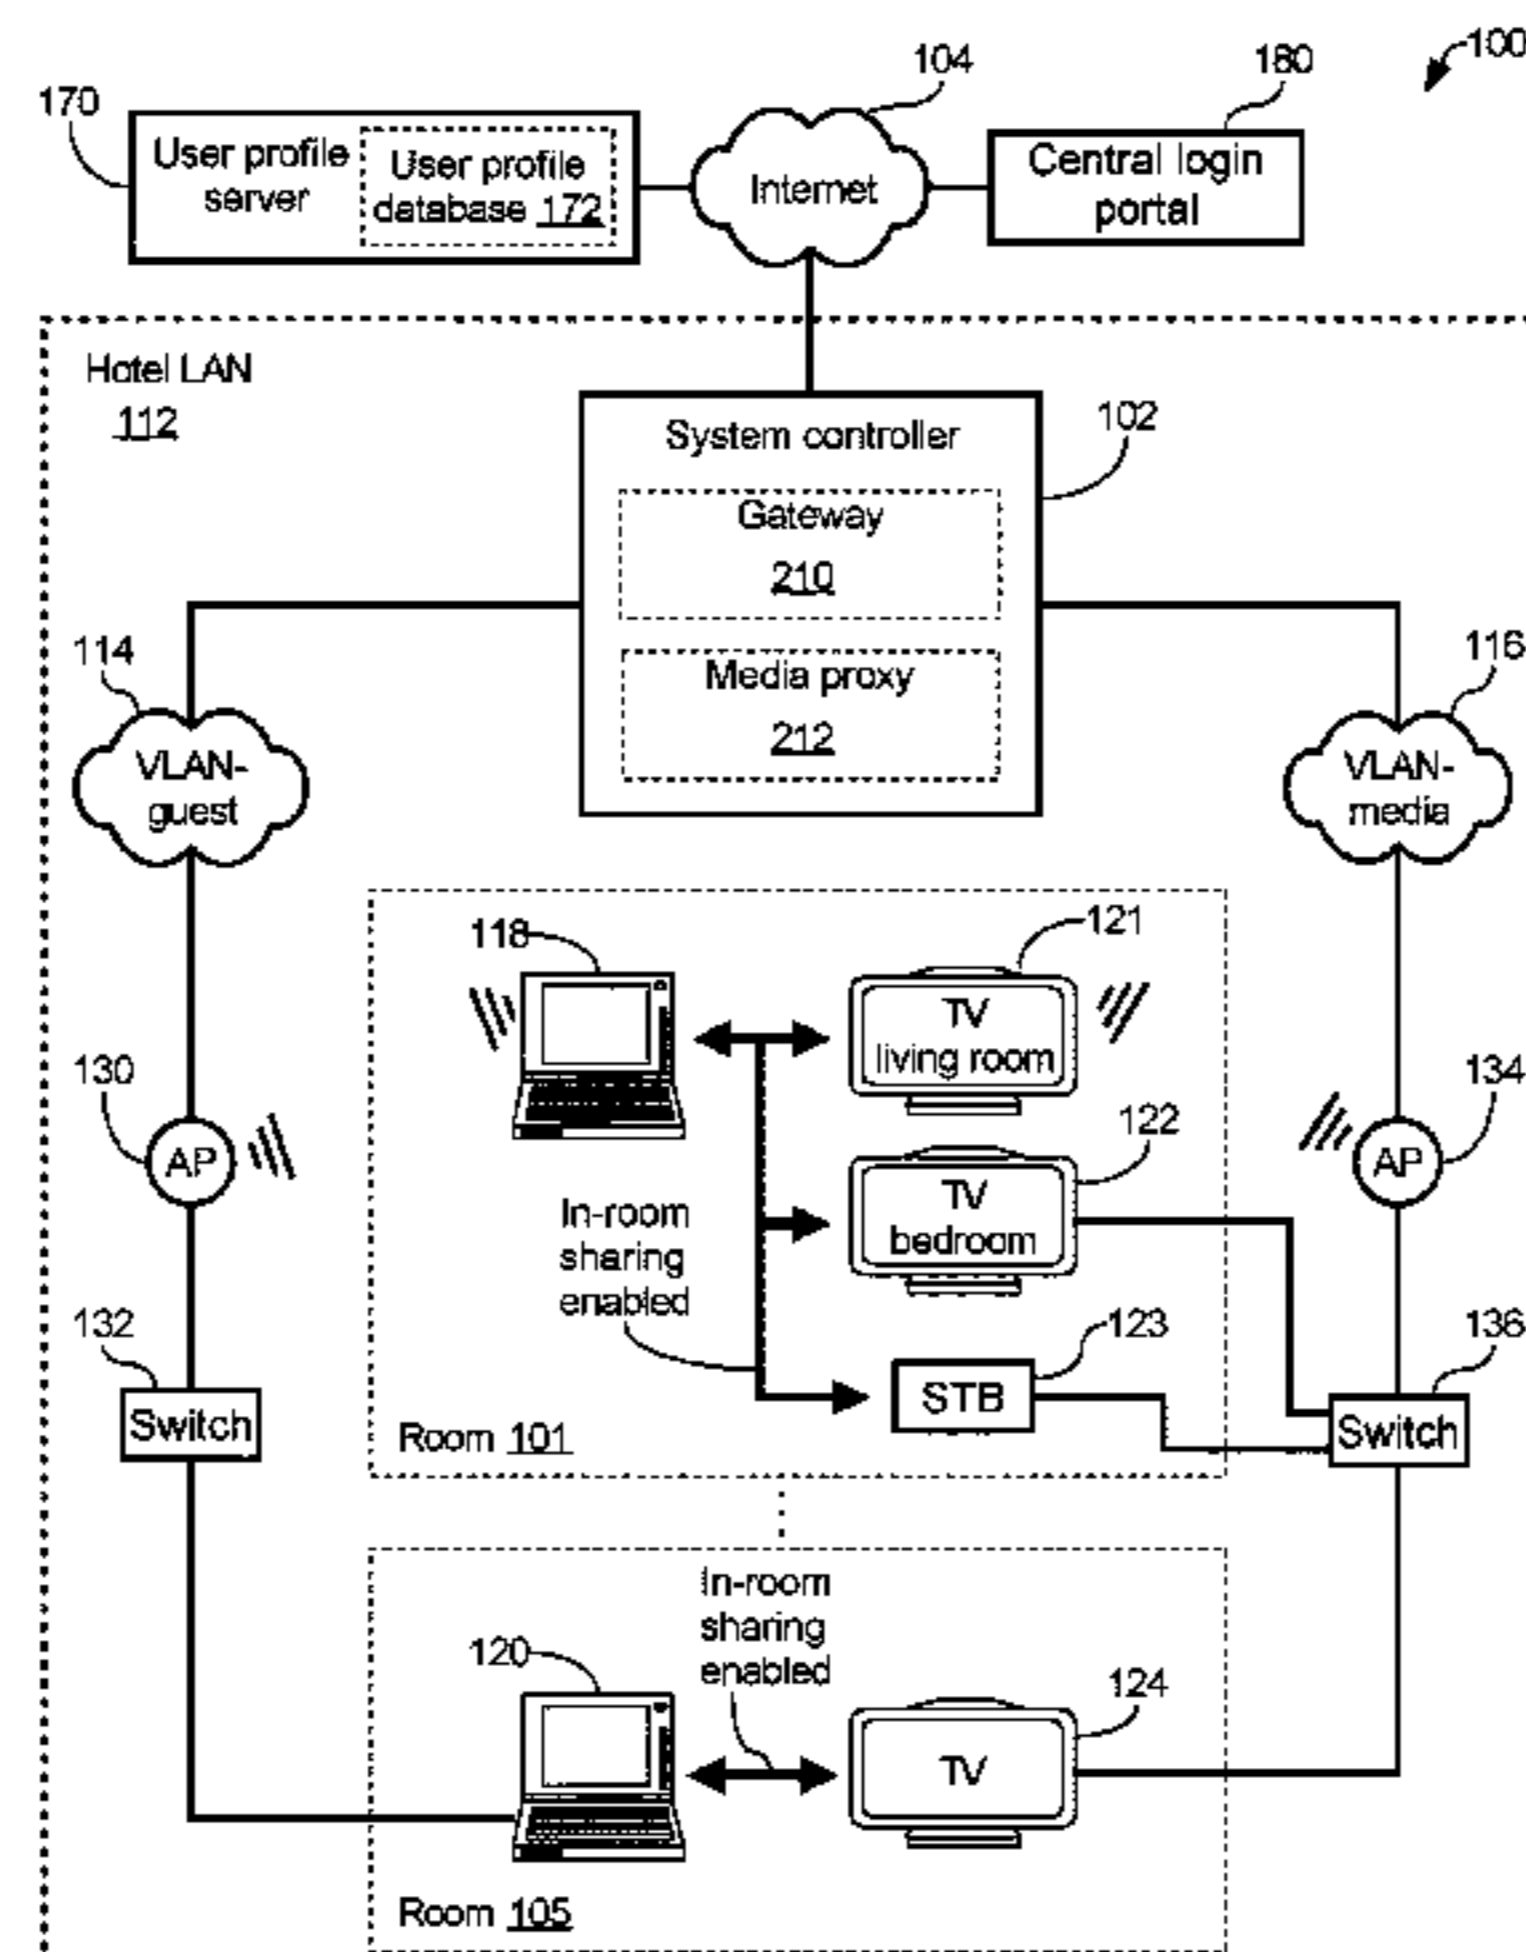 100
104
180
170
User profile
server
User profile
database 172
Internet
Central login
portal
Hotel LAN
112
System controller
102
Gateway
210
Media proxy
212
114
VLAN-
guest
116
VLAN-
media
118
121
TV
living room
130
AP
134
AP
122
TV
bedroom
In-room
sharing
enabled
132
Switch
123
STB
136
Switch
Room 101
In-room
sharing
enabled
120
124
TV
Room 105